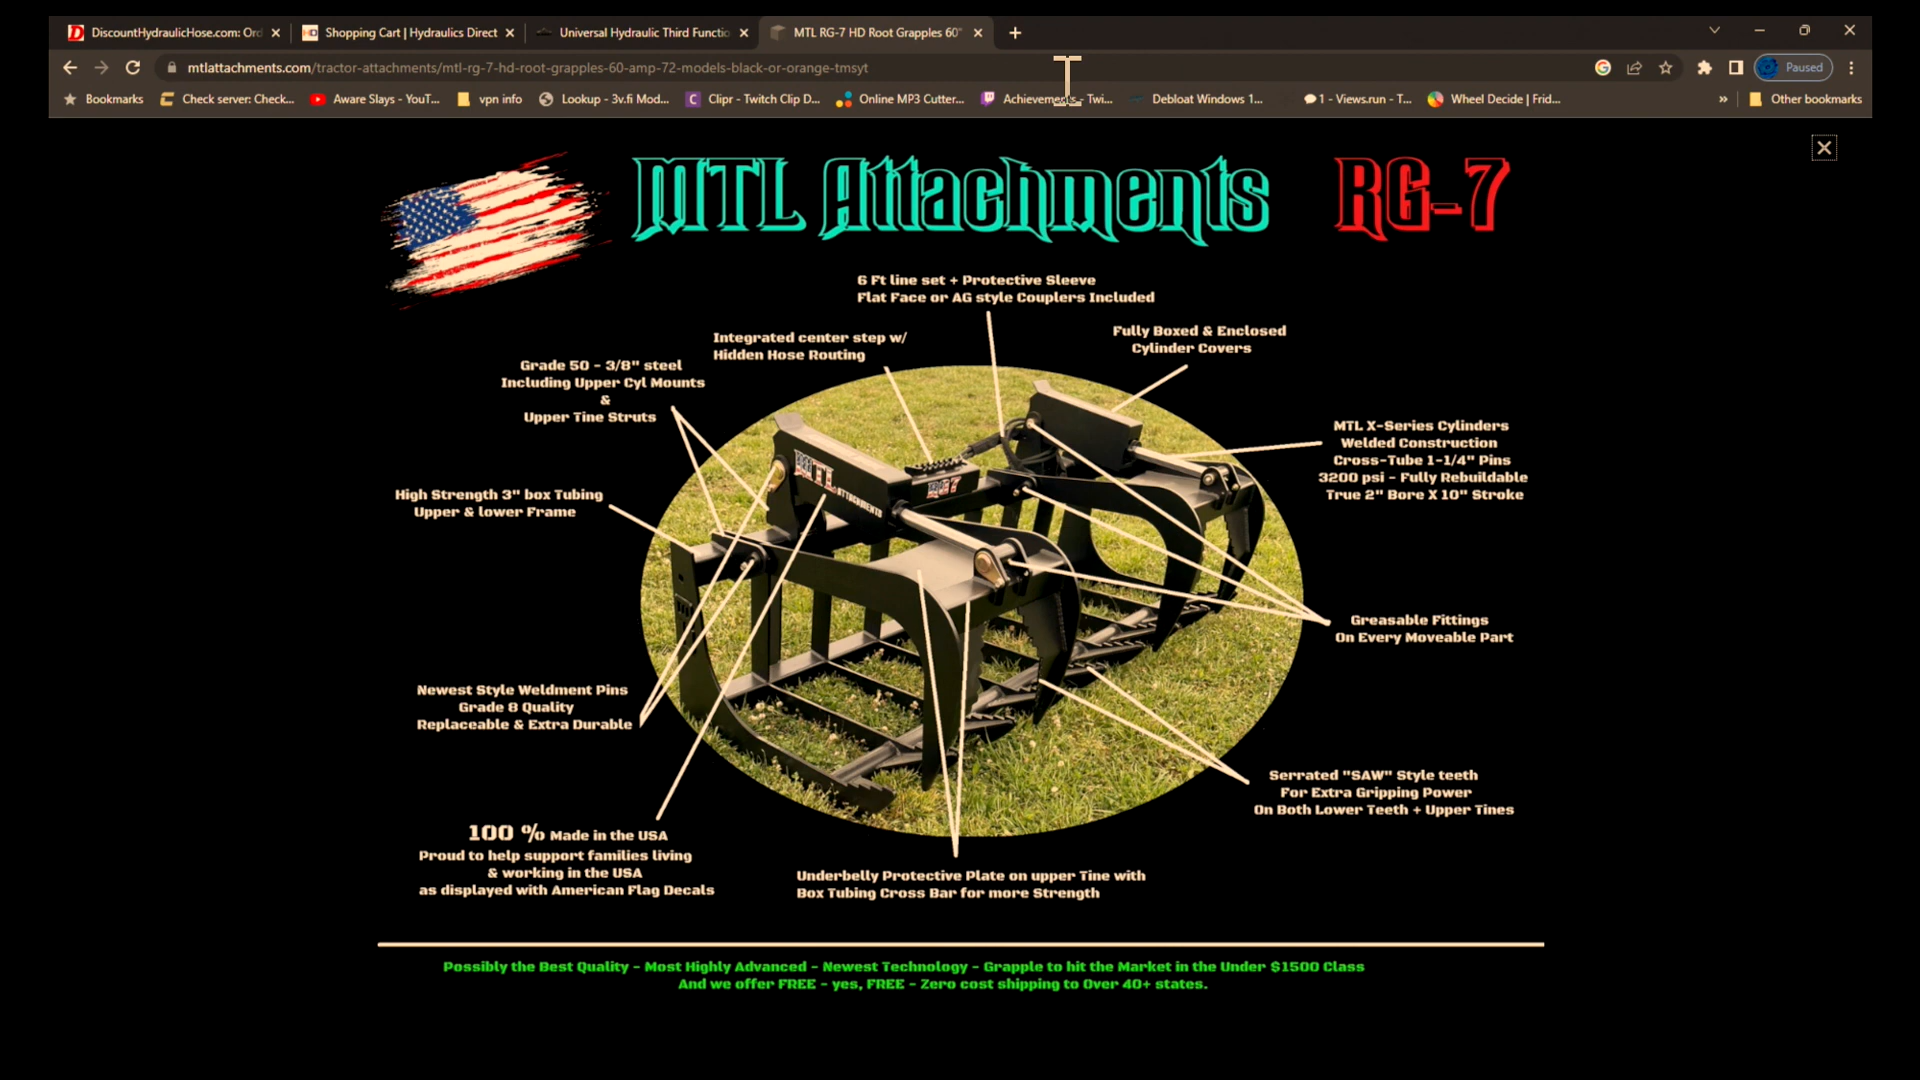 DiscountHydraulicHose.com: Ord
Shopping Cart | Hydraulics Direct
Universal Hydraulic Third Functio
MTL RG-7 HD Root Grapples 60"
mtlattachments.com/tractor-attachments/mtl-rg-7-hd-root-grapples-60-amp-72-models-black-or-orange-tmsyt
Paused
Bookmarks
Check server: Check...
Aware Slays - YouT...
vpn info
Lookup - 3v.fi Mod...
Clipr - Twitch Clip D...
Online MP3 Cutter...
Achievements - Twi...
Debloat Windows 1...
1 - Views.run - T...
Wheel Decide | Frid...
»
Other bookmarks
MTL Attachments RG-7
6 Ft line set + Protective Sleeve
Flat Face or AG style Couplers Included
Integrated center step w/
Hidden Hose Routing
Fully Boxed & Enclosed
Cylinder Covers
Grade 50 - 3/8" steel
Including Upper Cyl Mounts
&
Upper Tine Struts
MTL X-Series Cylinders
Welded Construction
Cross-Tube 1-1/4" Pins
3200 psi - Fully Rebuildable
True 2" Bore X 10" Stroke
High Strength 3" box Tubing
Upper & lower Frame
MTL ATTACHMENTS
RG7
Greasable Fittings
On Every Moveable Part
Newest Style Weldment Pins
Grade 8 Quality
Replaceable & Extra Durable
Serrated "SAW" Style teeth
For Extra Gripping Power
On Both Lower Teeth + Upper Tines
100 % Made in the USA
Proud to help support families living
& working in the USA
as displayed with American Flag Decals
Underbelly Protective Plate on upper Tine with
Box Tubing Cross Bar for more Strength
Possibly the Best Quality - Most Highly Advanced - Newest Technology - Grapple to hit the Market in the Under $1500 Class
And we offer FREE - yes, FREE - Zero cost shipping to Over 40+ states.